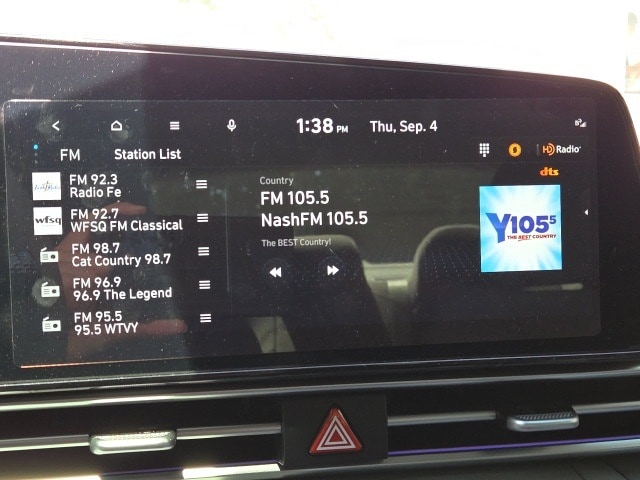 1:38 PM Thu, Sep. 4
FM Station List
HD Radio
dts
FM 92.3
Radio Fe
wfsq
FM 92.7
WFSQ FM Classical
FM 98.7
Cat Country 98.7
FM 96.9
96.9 The Legend
FM 95.5
95.5 WTVY
Country
FM 105.5
NashFM 105.5
The BEST Country!
Y1055
THE BEST COUNTRY